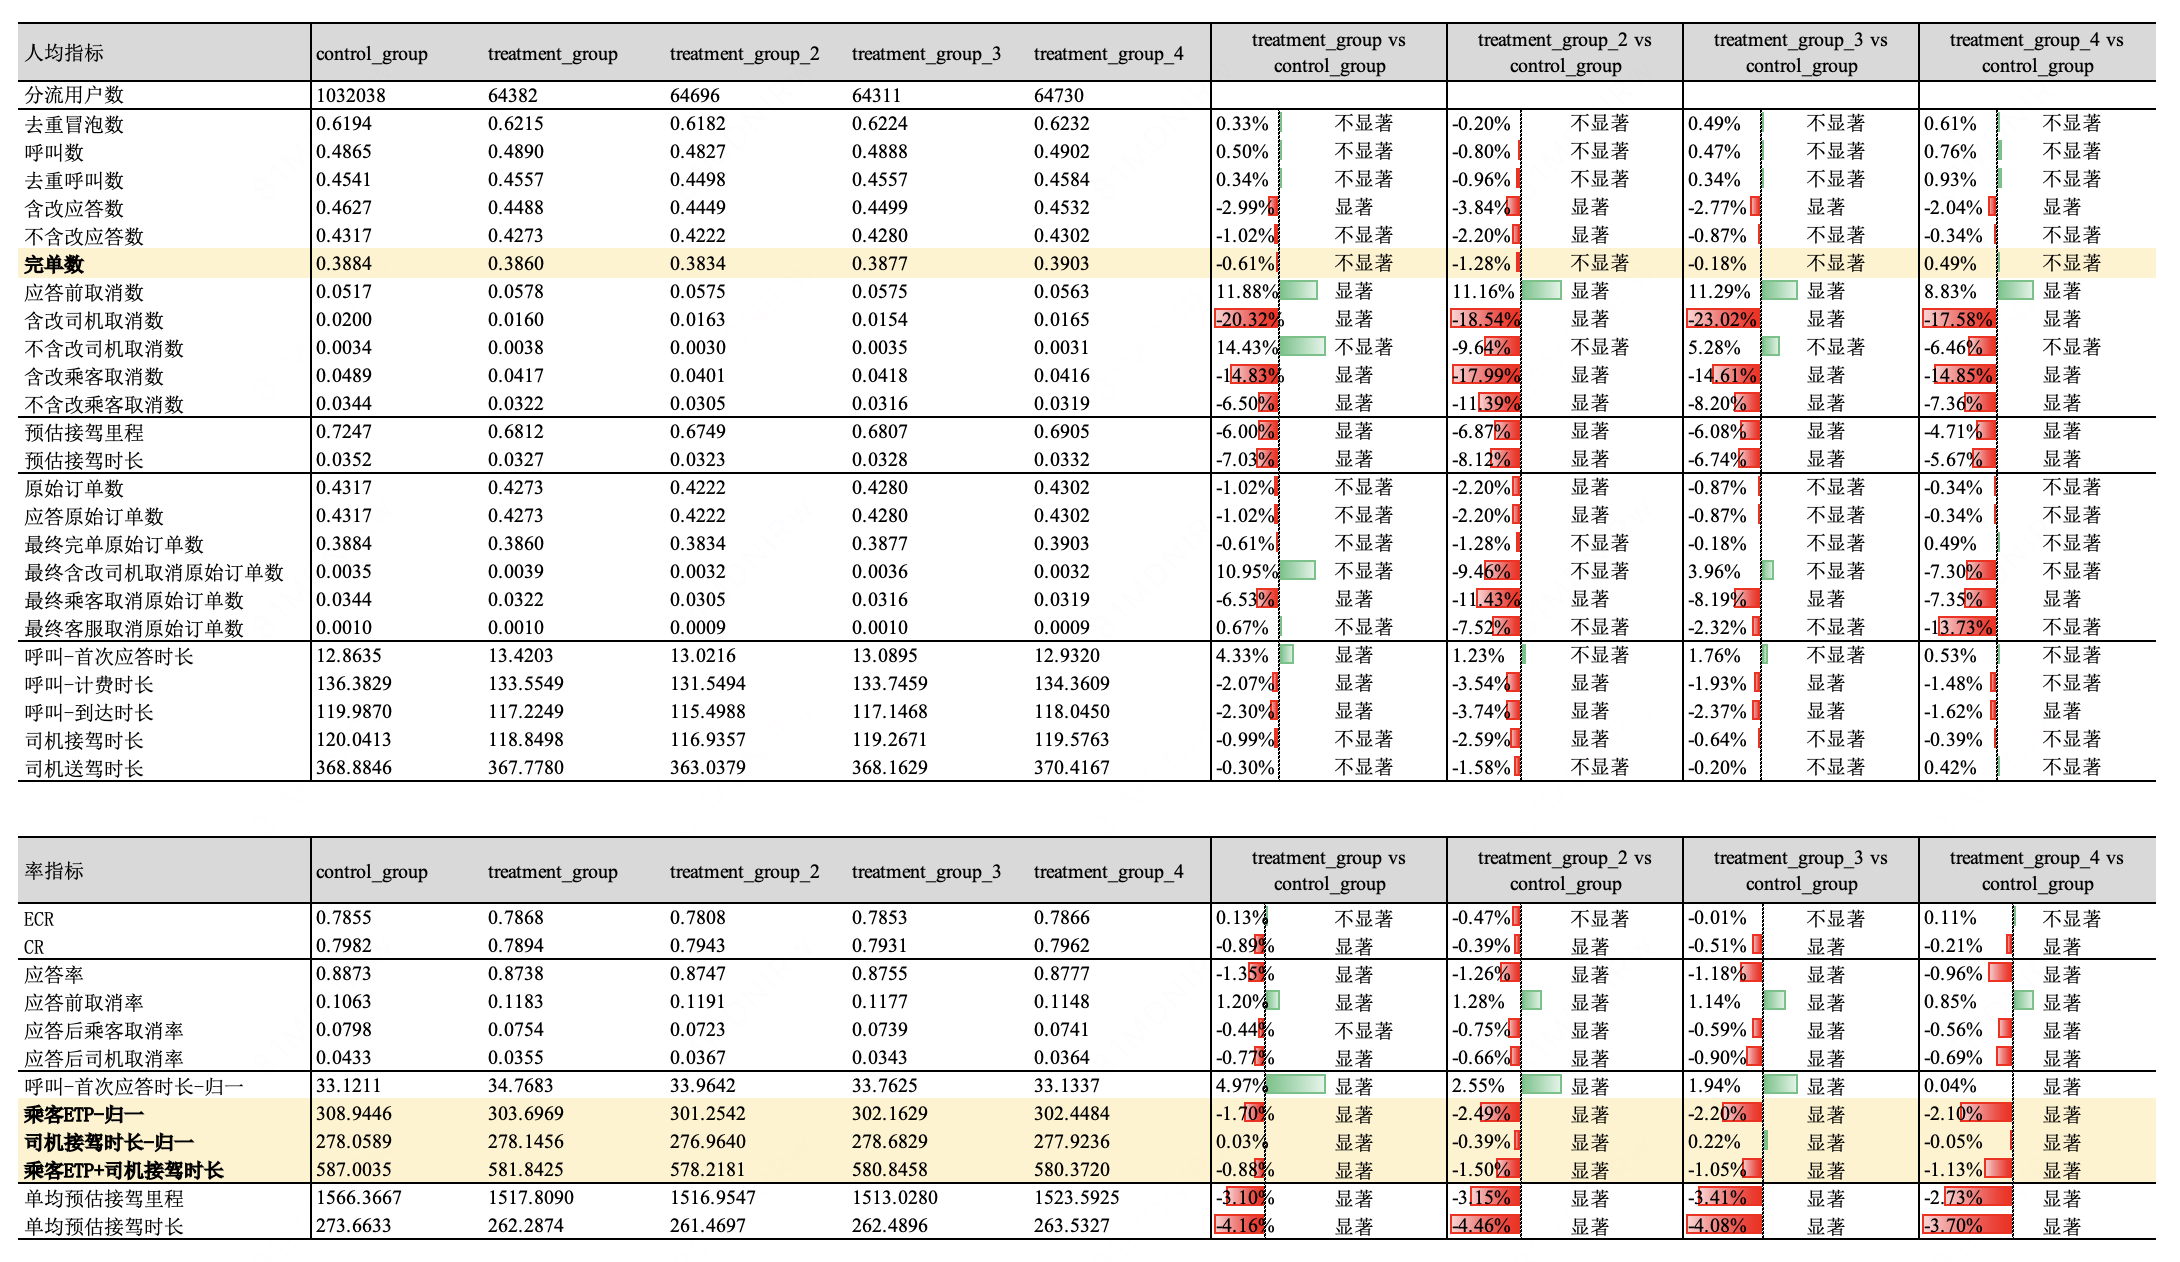 人均指标 control_group treatment_group treatment_group_2 treatment_group_3 treatment_group_4 treatment_group vs control_group treatment_group_2 vs control_group treatment_group_3 vs control_group treatment_group_4 vs control_group
分流用户数 1032038 64382 64696 64311 64730
去重冒泡数 0.6194 0.6215 0.6182 0.6224 0.6232 0.33% 不显著 -0.20% 不显著 0.49% 不显著 0.61% 不显著
呼叫数 0.4865 0.4890 0.4827 0.4888 0.4902 0.50% 不显著 -0.80% 不显著 0.47% 不显著 0.76% 不显著
去重呼叫数 0.4541 0.4557 0.4498 0.4557 0.4584 0.34% 不显著 -0.96% 不显著 0.34% 不显著 0.93% 不显著
含改应答数 0.4627 0.4488 0.4449 0.4499 0.4532 -2.99% 显著 -3.84% 显著 -2.77% 显著 -2.04% 显著
不含改应答数 0.4317 0.4273 0.4222 0.4280 0.4302 -1.02% 不显著 -2.20% 显著 -0.87% 不显著 -0.34% 不显著
完单数 0.3884 0.3860 0.3834 0.3877 0.3903 -0.61% 不显著 -1.28% 不显著 -0.18% 不显著 0.49% 不显著
应答前取消数 0.0517 0.0578 0.0575 0.0575 0.0563 11.88% 显著 11.16% 显著 11.29% 显著 8.83% 显著
含改司机取消数 0.0200 0.0160 0.0163 0.0154 0.0165 -20.32% 显著 -18.54% 显著 -23.02% 显著 -17.58% 显著
不含改司机取消数 0.0034 0.0038 0.0030 0.0035 0.0031 14.43% 不显著 -9.64% 不显著 5.28% 不显著 -6.46% 不显著
含改乘客取消数 0.0489 0.0417 0.0401 0.0418 0.0416 -14.83% 显著 -17.99% 显著 -14.61% 显著 -14.85% 显著
不含改乘客取消数 0.0344 0.0322 0.0305 0.0316 0.0319 -6.50% 显著 -11.39% 显著 -8.20% 显著 -7.36% 显著
预估接驾里程 0.7247 0.6812 0.6749 0.6807 0.6905 -6.00% 显著 -6.87% 显著 -6.08% 显著 -4.71% 显著
预估接驾时长 0.0352 0.0327 0.0323 0.0328 0.0332 -7.03% 显著 -8.12% 显著 -6.74% 显著 -5.67% 显著
原始订单数 0.4317 0.4273 0.4222 0.4280 0.4302 -1.02% 不显著 -2.20% 显著 -0.87% 不显著 -0.34% 不显著
应答原始订单数 0.4317 0.4273 0.4222 0.4280 0.4302 -1.02% 不显著 -2.20% 显著 -0.87% 不显著 -0.34% 不显著
最终完单原始订单数 0.3884 0.3860 0.3834 0.3877 0.3903 -0.61% 不显著 -1.28% 不显著 -0.18% 不显著 0.49% 不显著
最终含改司机取消原始订单数 0.0035 0.0039 0.0032 0.0036 0.0032 10.95% 不显著 -9.46% 不显著 3.96% 不显著 -7.30% 不显著
最终乘客取消原始订单数 0.0344 0.0322 0.0305 0.0316 0.0319 -6.53% 显著 -11.43% 显著 -8.19% 显著 -7.35% 显著
最终客服取消原始订单数 0.0010 0.0010 0.0009 0.0010 0.0009 0.67% 不显著 -7.52% 不显著 -2.32% 不显著 -13.73% 不显著
呼叫-首次应答时长 12.8635 13.4203 13.0216 13.0895 12.9320 4.33% 显著 1.23% 不显著 1.76% 不显著 0.53% 不显著
呼叫-计费时长 136.3829 133.5549 131.5494 133.7459 134.3609 -2.07% 显著 -3.54% 显著 -1.93% 显著 -1.48% 不显著
呼叫-到达时长 119.9870 117.2249 115.4988 117.1468 118.0450 -2.30% 显著 -3.74% 显著 -2.37% 显著 -1.62% 显著
司机接驾时长 120.0413 118.8498 116.9357 119.2671 119.5763 -0.99% 不显著 -2.59% 显著 -0.64% 不显著 -0.39% 不显著
司机送驾时长 368.8846 367.7780 363.0379 368.1629 370.4167 -0.30% 不显著 -1.58% 不显著 -0.20% 不显著 0.42% 不显著
率指标 control_group treatment_group treatment_group_2 treatment_group_3 treatment_group_4 treatment_group vs control_group treatment_group_2 vs control_group treatment_group_3 vs control_group treatment_group_4 vs control_group
ECR 0.7855 0.7868 0.7808 0.7853 0.7866 0.13% 不显著 -0.47% 不显著 -0.01% 不显著 0.11% 不显著
CR 0.7982 0.7894 0.7943 0.7931 0.7962 -0.89% 显著 -0.39% 显著 -0.51% 显著 -0.21% 显著
应答率 0.8873 0.8738 0.8747 0.8755 0.8777 -1.35% 显著 -1.26% 显著 -1.18% 显著 -0.96% 显著
应答前取消率 0.1063 0.1183 0.1191 0.1177 0.1148 1.20% 显著 1.28% 显著 1.14% 显著 0.85% 显著
应答后乘客取消率 0.0798 0.0754 0.0723 0.0739 0.0741 -0.44% 不显著 -0.75% 显著 -0.59% 显著 -0.56% 显著
应答后司机取消率 0.0433 0.0355 0.0367 0.0343 0.0364 -0.77% 显著 -0.66% 显著 -0.90% 显著 -0.69% 显著
呼叫-首次应答时长-归一 33.1211 34.7683 33.9642 33.7625 33.1337 4.97% 显著 2.55% 显著 1.94% 显著 0.04% 显著
乘客ETP-归一 308.9446 303.6969 301.2542 302.1629 302.4484 -1.70% 显著 -2.49% 显著 -2.20% 显著 -2.10% 显著
司机接驾时长-归一 278.0589 278.1456 276.9640 278.6829 277.9236 0.03% 显著 -0.39% 显著 0.22% 显著 -0.05% 显著
乘客ETP+司机接驾时长 587.0035 581.8425 578.2181 580.8458 580.3720 -0.88% 显著 -1.50% 显著 -1.05% 显著 -1.13% 显著
单均预估接驾里程 1566.3667 1517.8090 1516.9547 1513.0280 1523.5925 -3.10% 显著 -3.15% 显著 -3.41% 显著 -2.73% 显著
单均预估接驾时长 273.6633 262.2874 261.4697 262.4896 263.5327 -4.16% 显著 -4.46% 显著 -4.08% 显著 -3.70% 显著